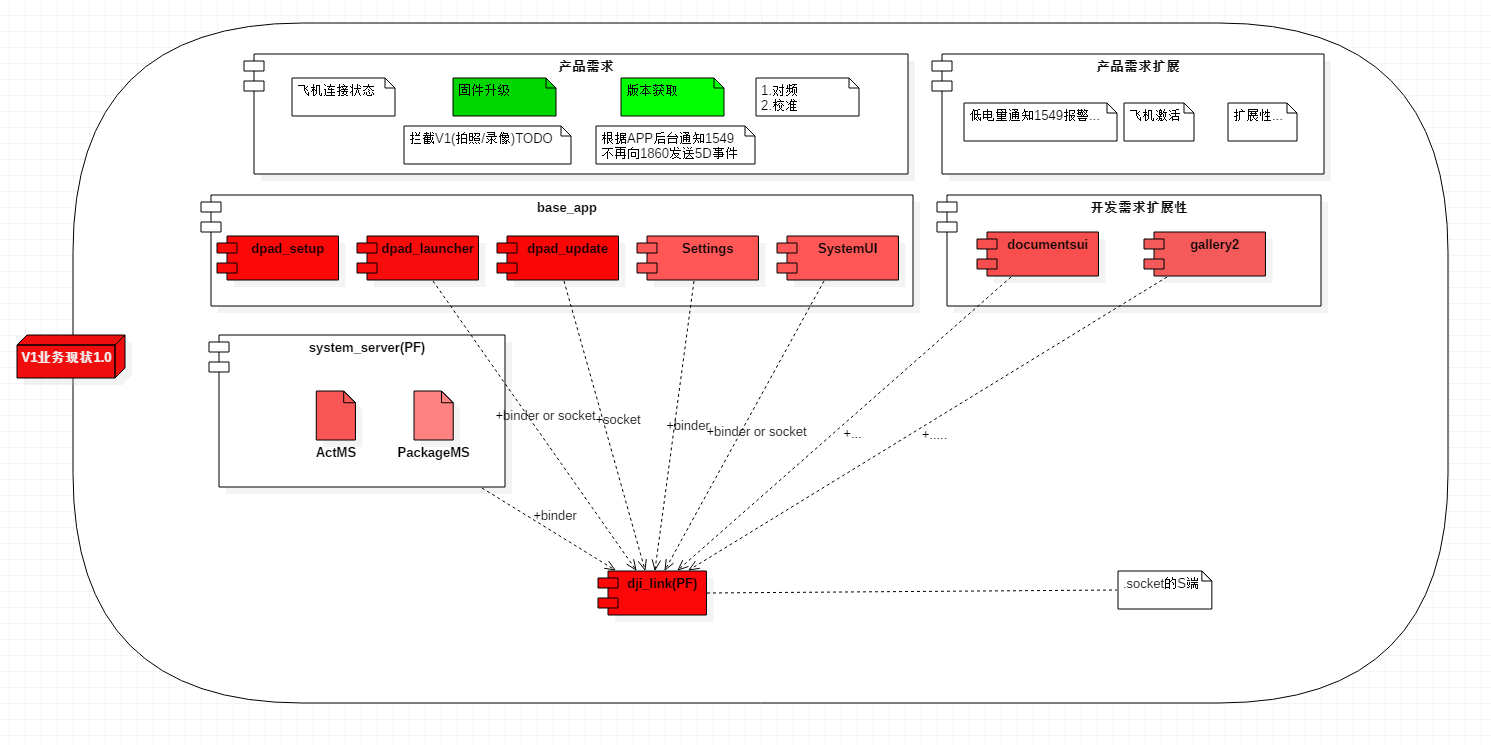 产品需求
飞机连接状态
固件升级
版本获取
1.对频
2.校准
拦截V1(拍照/录像)TODO
根据APP后台通知1549
不再向1860发送5D事件
产品需求扩展
低电量通知1549报警...
飞机激活
扩展性...
base_app
dpad_setup
dpad_launcher
dpad_update
Settings
SystemUI
开发需求扩展性
documentsui
gallery2
V1业务现状1.0
system_server(PF)
ActMS
PackageMS
+binder or socket
+socket
+binder
+binder or socket
+...
+.....
+binder
dji_link(PF)
.socket的S端